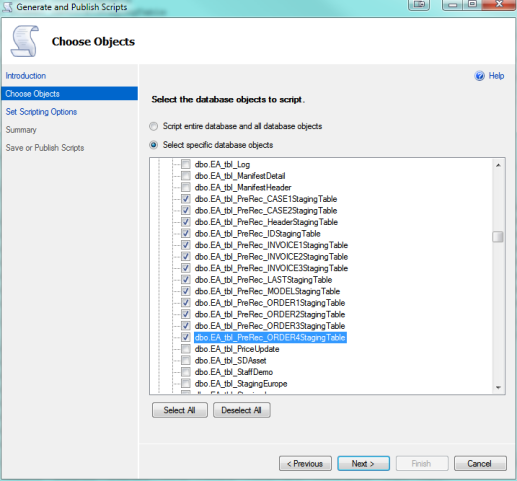 Generate and Publish Scripts
Choose Objects
Introduction
Choose Objects
Set Scripting Options
Summary
Save or Publish Scripts
Help
Select the database objects to script.
Script entire database and all database objects
Select specific database objects
dbo.EA_tbl_Log
dbo.EA_tbl_ManifestDetail
dbo.EA_tbl_ManifestHeader
dbo.EA_tbl_PreRec_CASE1StagingTable
dbo.EA_tbl_PreRec_CASE2StagingTable
dbo.EA_tbl_PreRec_HeaderStagingTable
dbo.EA_tbl_PreRec_IDStagingTable
dbo.EA_tbl_PreRec_INVOICE1StagingTable
dbo.EA_tbl_PreRec_INVOICE2StagingTable
dbo.EA_tbl_PreRec_INVOICE3StagingTable
dbo.EA_tbl_PreRec_LASTStagingTable
dbo.EA_tbl_PreRec_MODELStagingTable
dbo.EA_tbl_PreRec_ORDER1StagingTable
dbo.EA_tbl_PreRec_ORDER2StagingTable
dbo.EA_tbl_PreRec_ORDER3StagingTable
dbo.EA_tbl_PreRec_ORDER4StagingTable
dbo.EA_tbl_PriceUpdate
dbo.EA_tbl_SDAsset
dbo.EA_tbl_StaffDemo
dbo.EA_tbl_StagingEurope
Select All Deselect All
< Previous Next > Finish Cancel